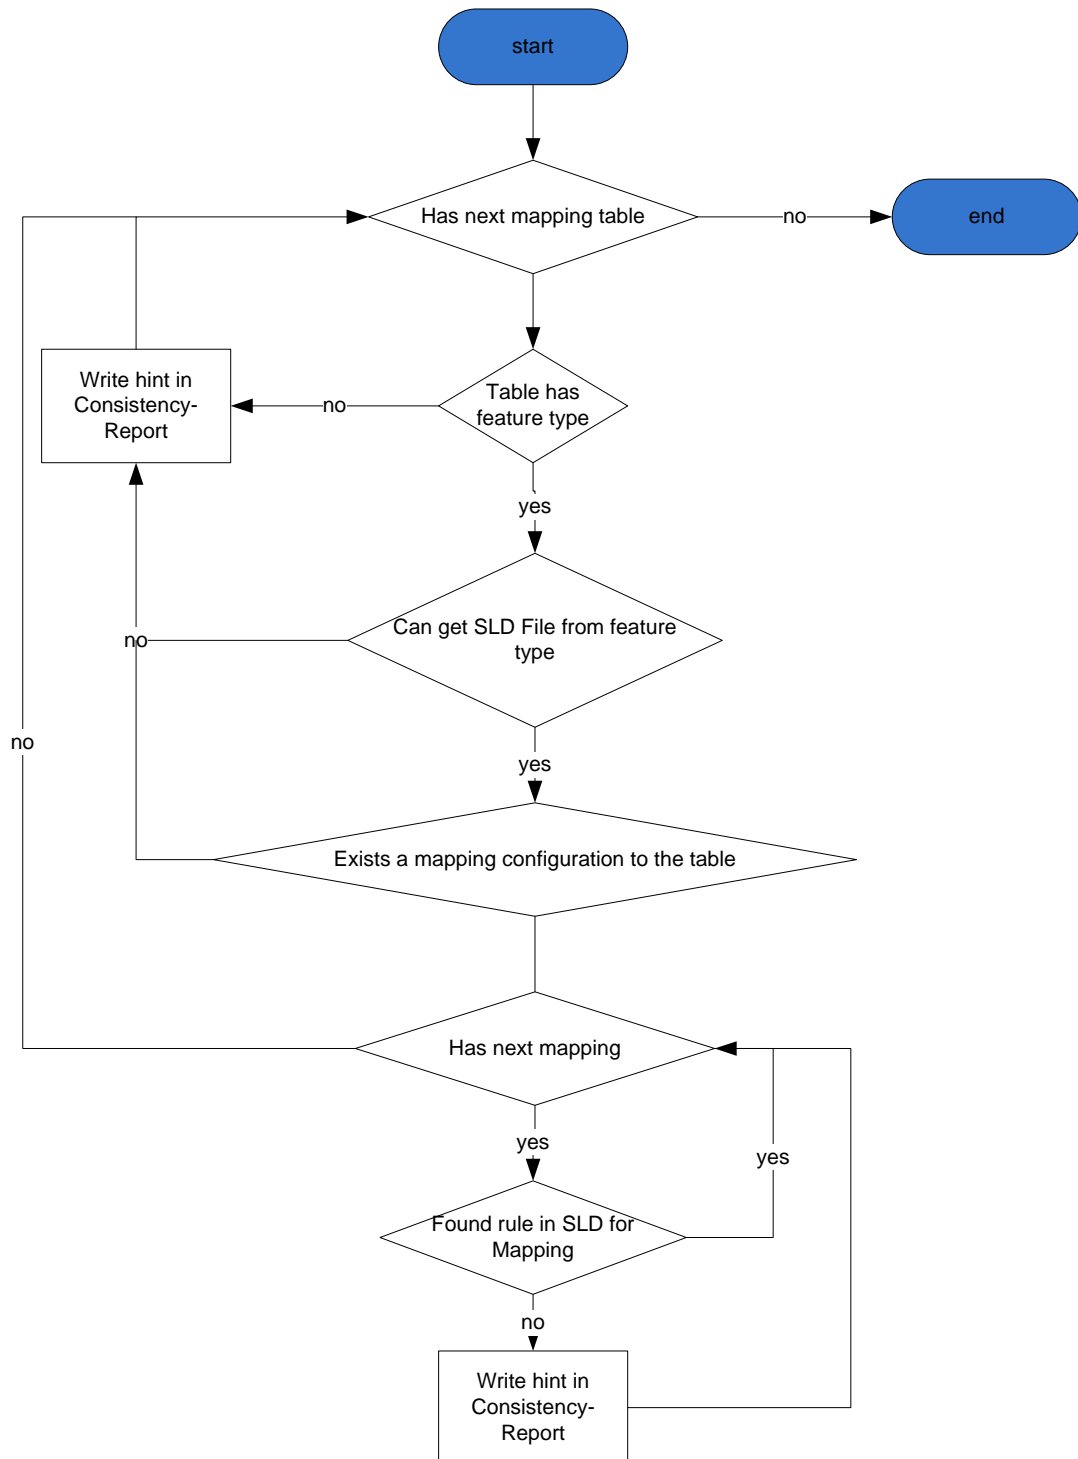 start
Has next mapping table
no
end
Write hint in
Consistency-
Report
no
Table has
feature type
yes
no
Can get SLD File from feature
type
no
yes
Exists a mapping configuration to the table
Has next mapping
yes
yes
Found rule in SLD for
Mapping
no
Write hint in
Consistency-
Report